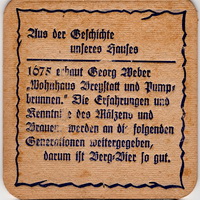 Aus der Geschichte
unseres Hauses
1675 erbaut Georg Weber
"Wohnhaus Werkstatt und Pump-
brunnen." Die Erfahrungen und
Kenntnisse des Mälzens und
Brauens werden an die folgenden
Generationen weitergegeben,
darum ist Berg-Bier so gut.